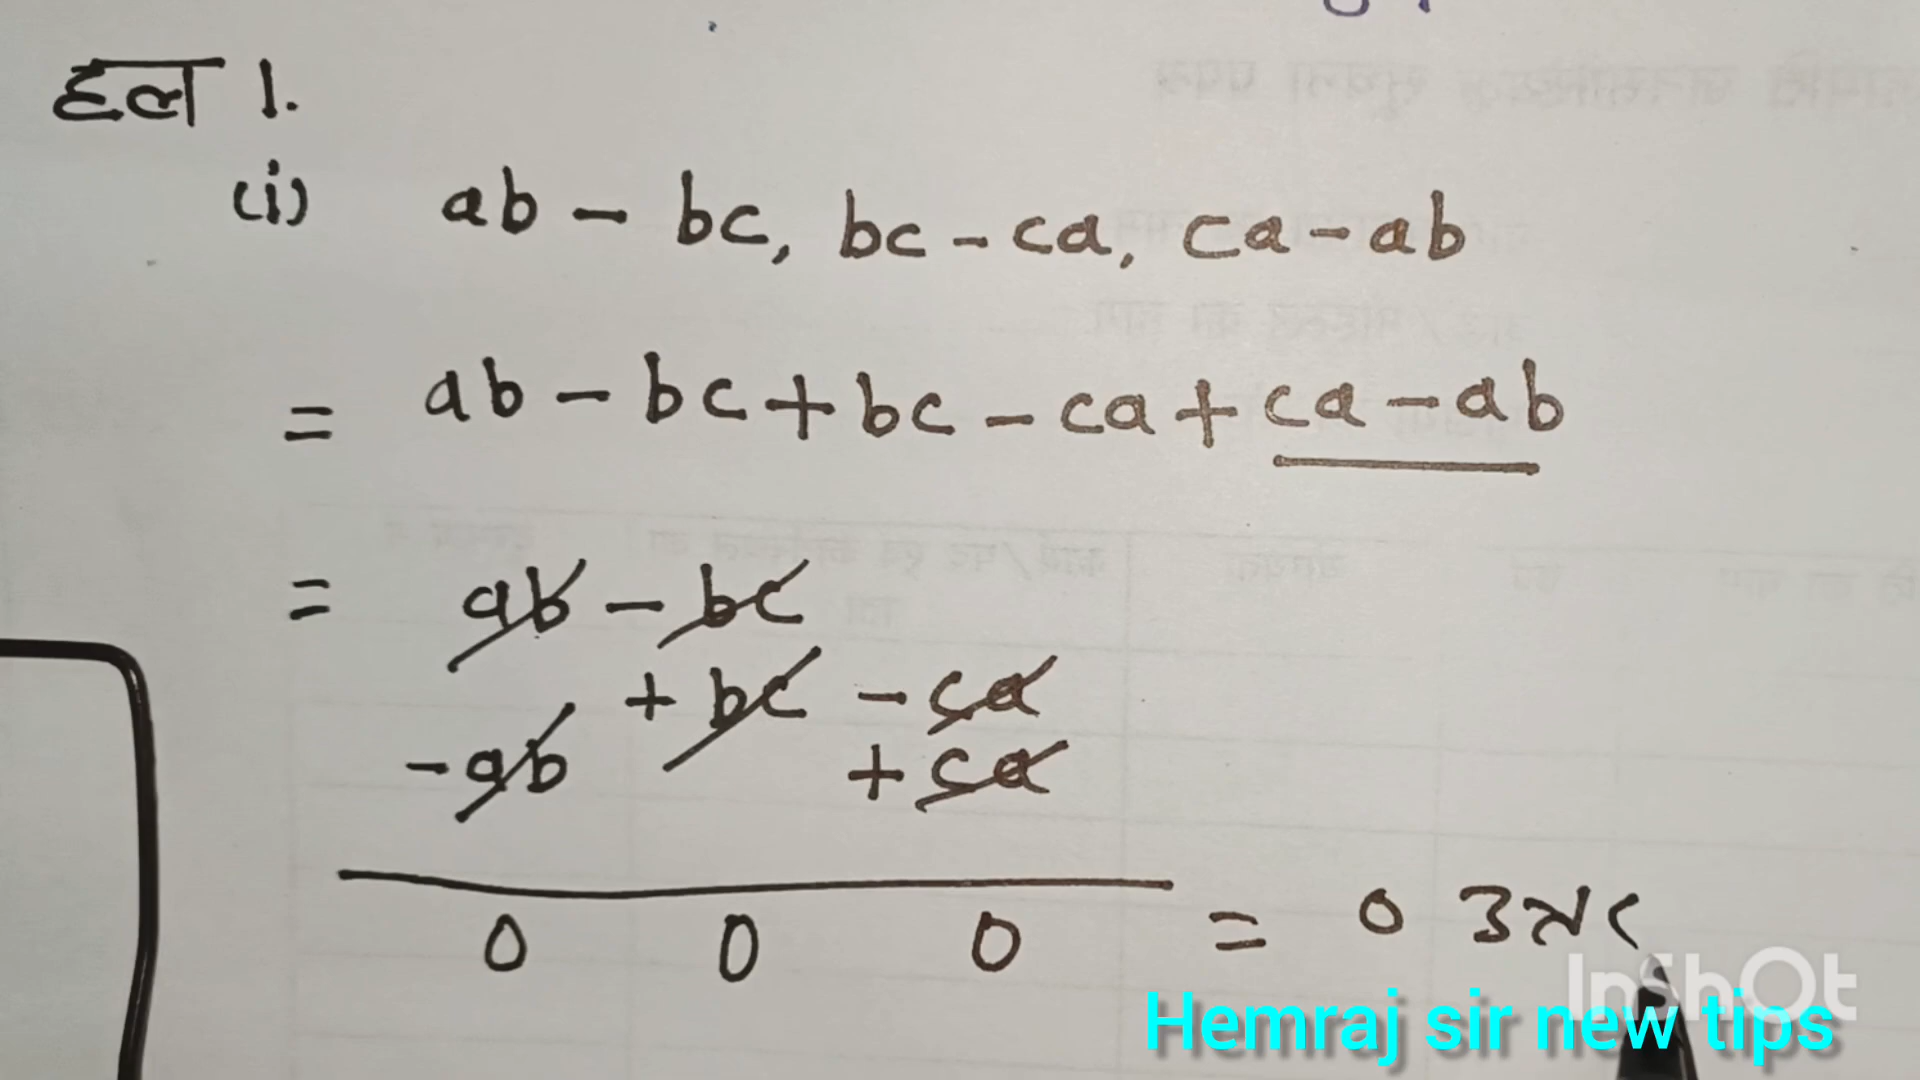 हल 1.
(i) ab - bc, bc - ca, ca - ab
= ab - bc + bc - ca + ca - ab
= ab - bc
+ bc - ca
- ab + ca
0 0 0 = 0 उत्त
InShOt
Hemraj sir new tips